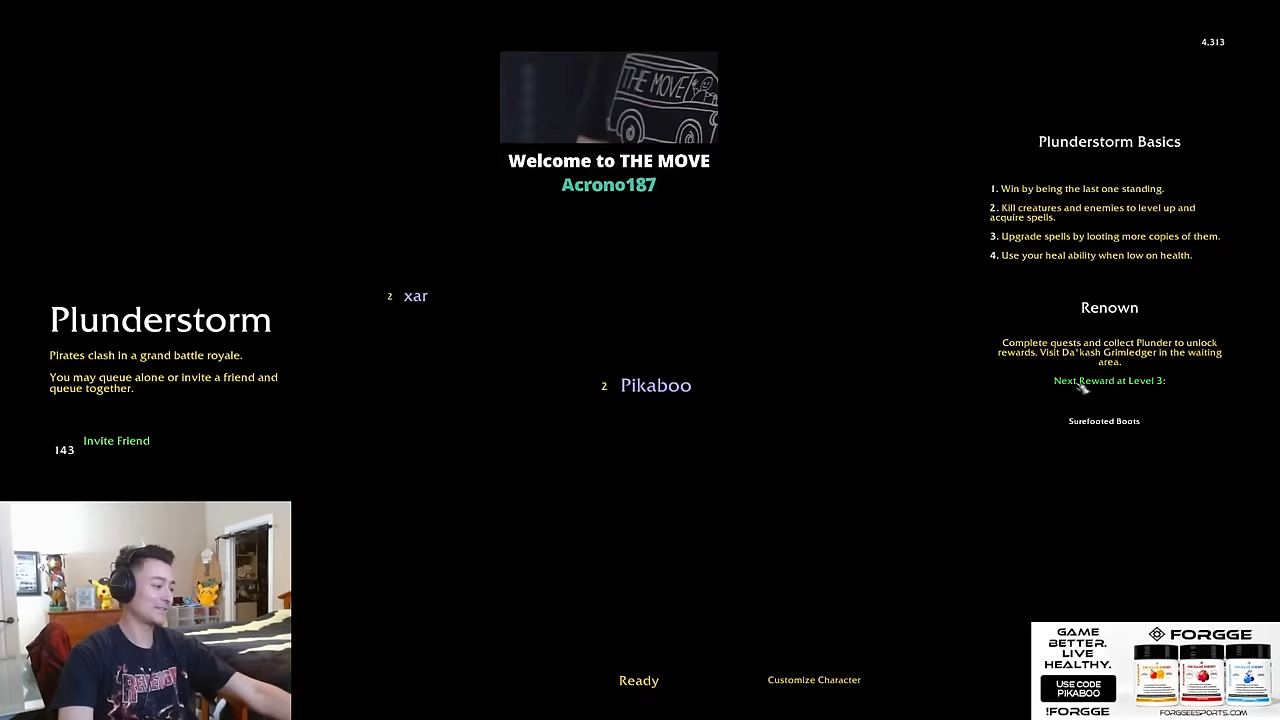 4,313
THE MOVE
Welcome to THE MOVE
Acrono187
Plunderstorm Basics
1. Win by being the last one standing.
2. Kill creatures and enemies to level up and
acquire spells.
3. Upgrade spells by looting more copies of them.
4. Use your heal ability when low on health.
2 xar
Plunderstorm
Pirates clash in a grand battle royale.
You may queue alone or invite a friend and
queue together.
Renown
Complete quests and collect Plunder to unlock
rewards. Visit Da'kash Grimledger in the waiting
area.
Next Reward at Level 3:
Surefooted Boots
2 Pikaboo
143
Invite Friend
REVENGE
Ready
Customize Character
GAME
BETTER.
LIVE
HEALTHY.
USE CODE
PIKABOO
!FORGGE
FORGGE
FORGGEESPORTS.COM